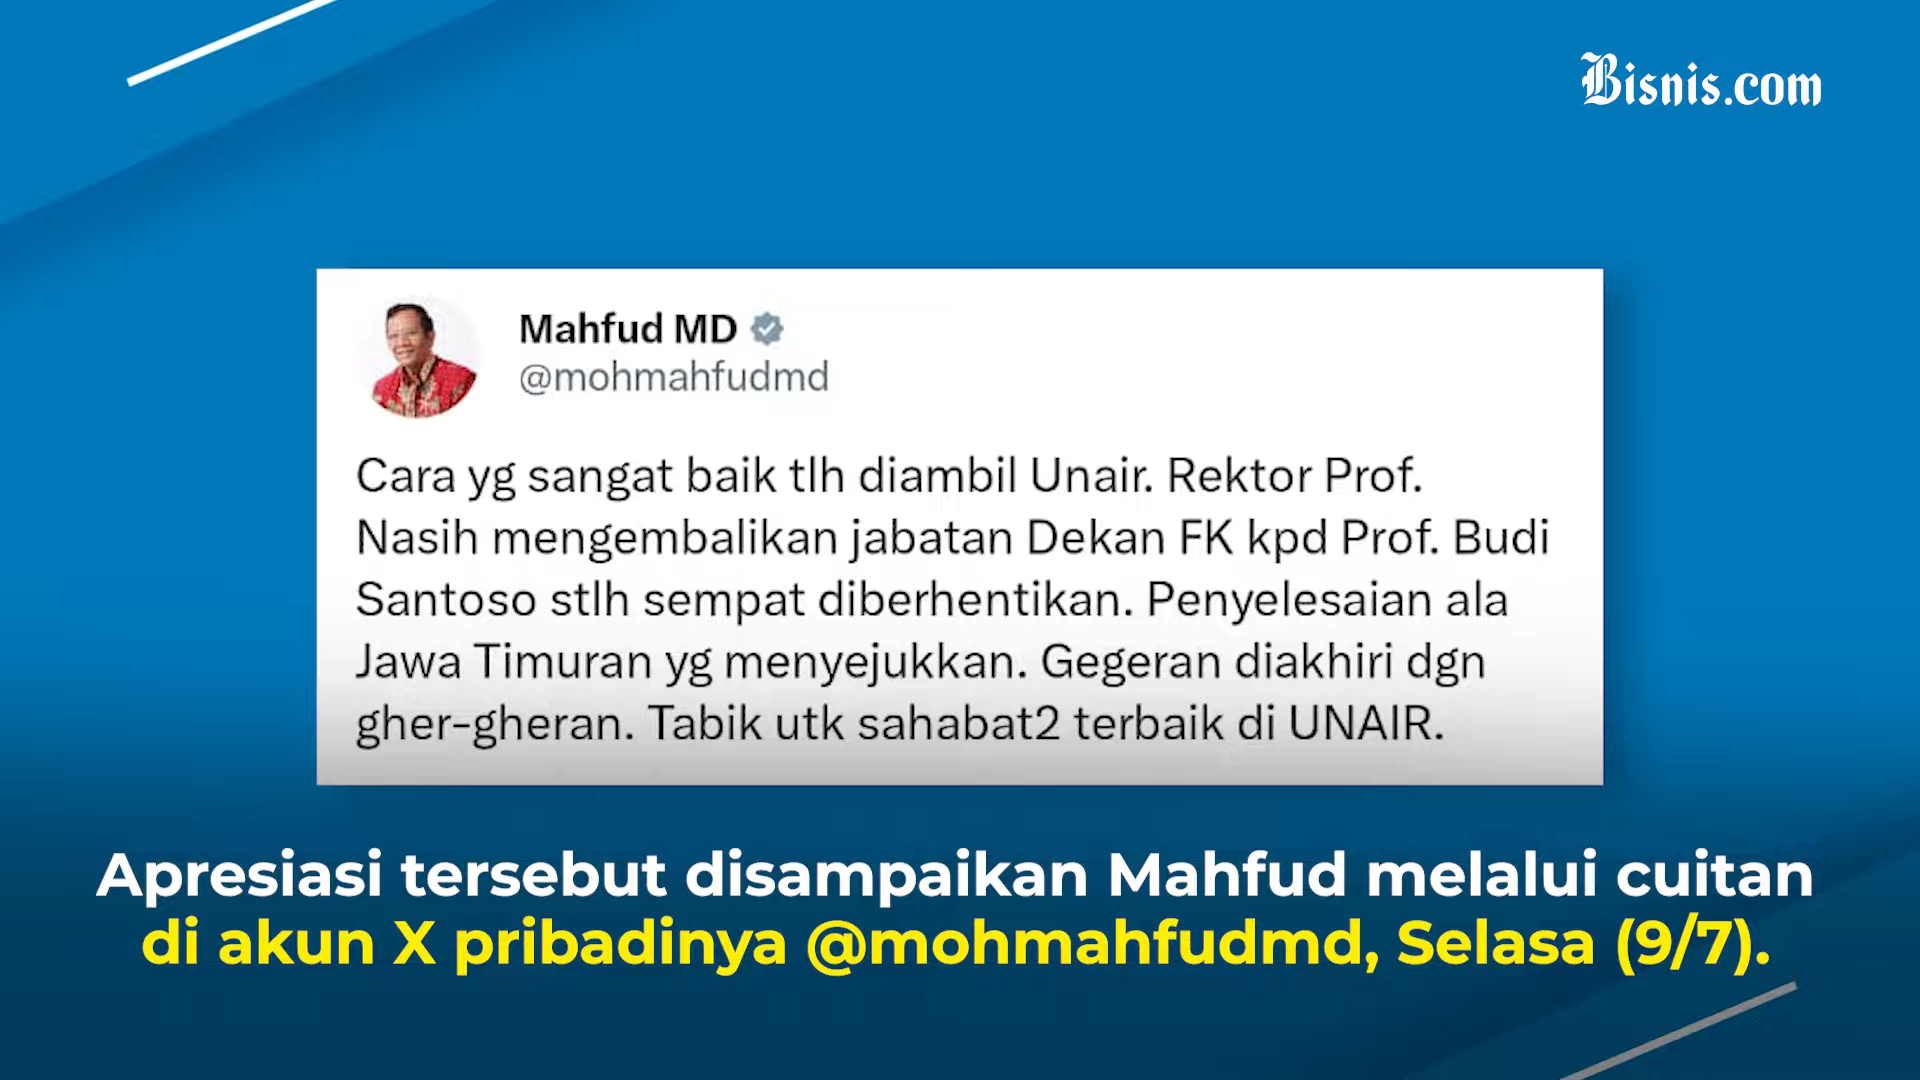 Bisnis.com
Mahfud MD
@mohmahfudmd
Cara yg sangat baik tlh diambil Unair. Rektor Prof.
Nasih mengembalikan jabatan Dekan FK kpd Prof. Budi
Santoso stlh sempat diberhentikan. Penyelesaian ala
Jawa Timuran yg menyejukkan. Gegeran diakhiri dgn
gher-gheran. Tabik utk sahabat2 terbaik di UNAIR.
Apresiasi tersebut disampaikan Mahfud melalui cuitan
di akun X pribadinya @mohmahfudmd, Selasa (9/7).